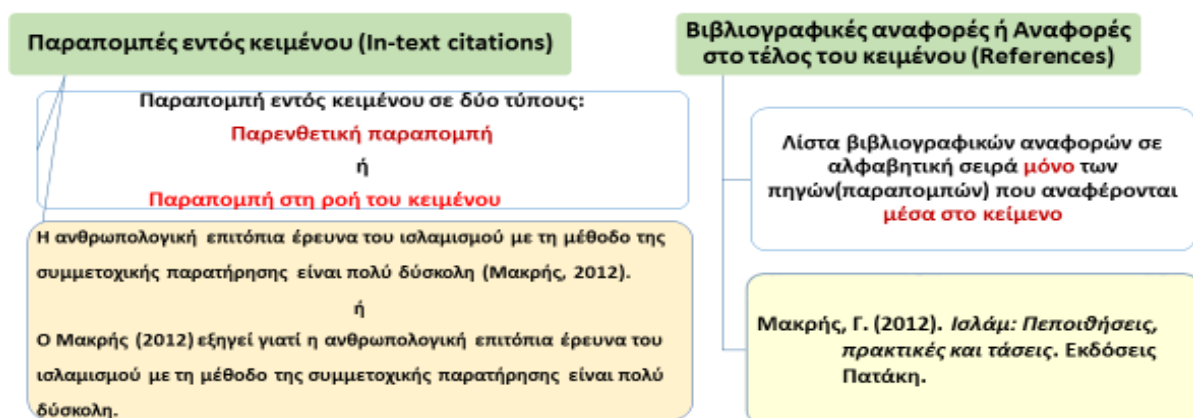 Παραπομπές εντός κειμένου (In-text citations)
Παραπομπή εντός κειμένου σε δύο τύπους:
Παρενθετική παραπομπή
ή
Παραπομπή στη ροή του κειμένου
Η ανθρωπολογική επιτόπια έρευνα του ισλαμισμού με τη μέθοδο της
συμμετοχικής παρατήρησης είναι πολύ δύσκολη (Μακρής, 2012).
ή
Ο Μακρής (2012) εξηγεί γιατί η ανθρωπολογική επιτόπια έρευνα του
ισλαμισμού με τη μέθοδο της συμμετοχικής παρατήρησης είναι πολύ
δύσκολη.
Βιβλιογραφικές αναφορές ή Αναφορές
στο τέλος του κειμένου (References)
Λίστα βιβλιογραφικών αναφορών σε
αλφαβητική σειρά μόνο των
πηγών(παραπομπών) που αναφέρονται
μέσα στο κείμενο
Μακρής, Γ. (2012). Ισλάμ: Πεποιθήσεις,
πρακτικές και τάσεις. Εκδόσεις
Πατάκη.